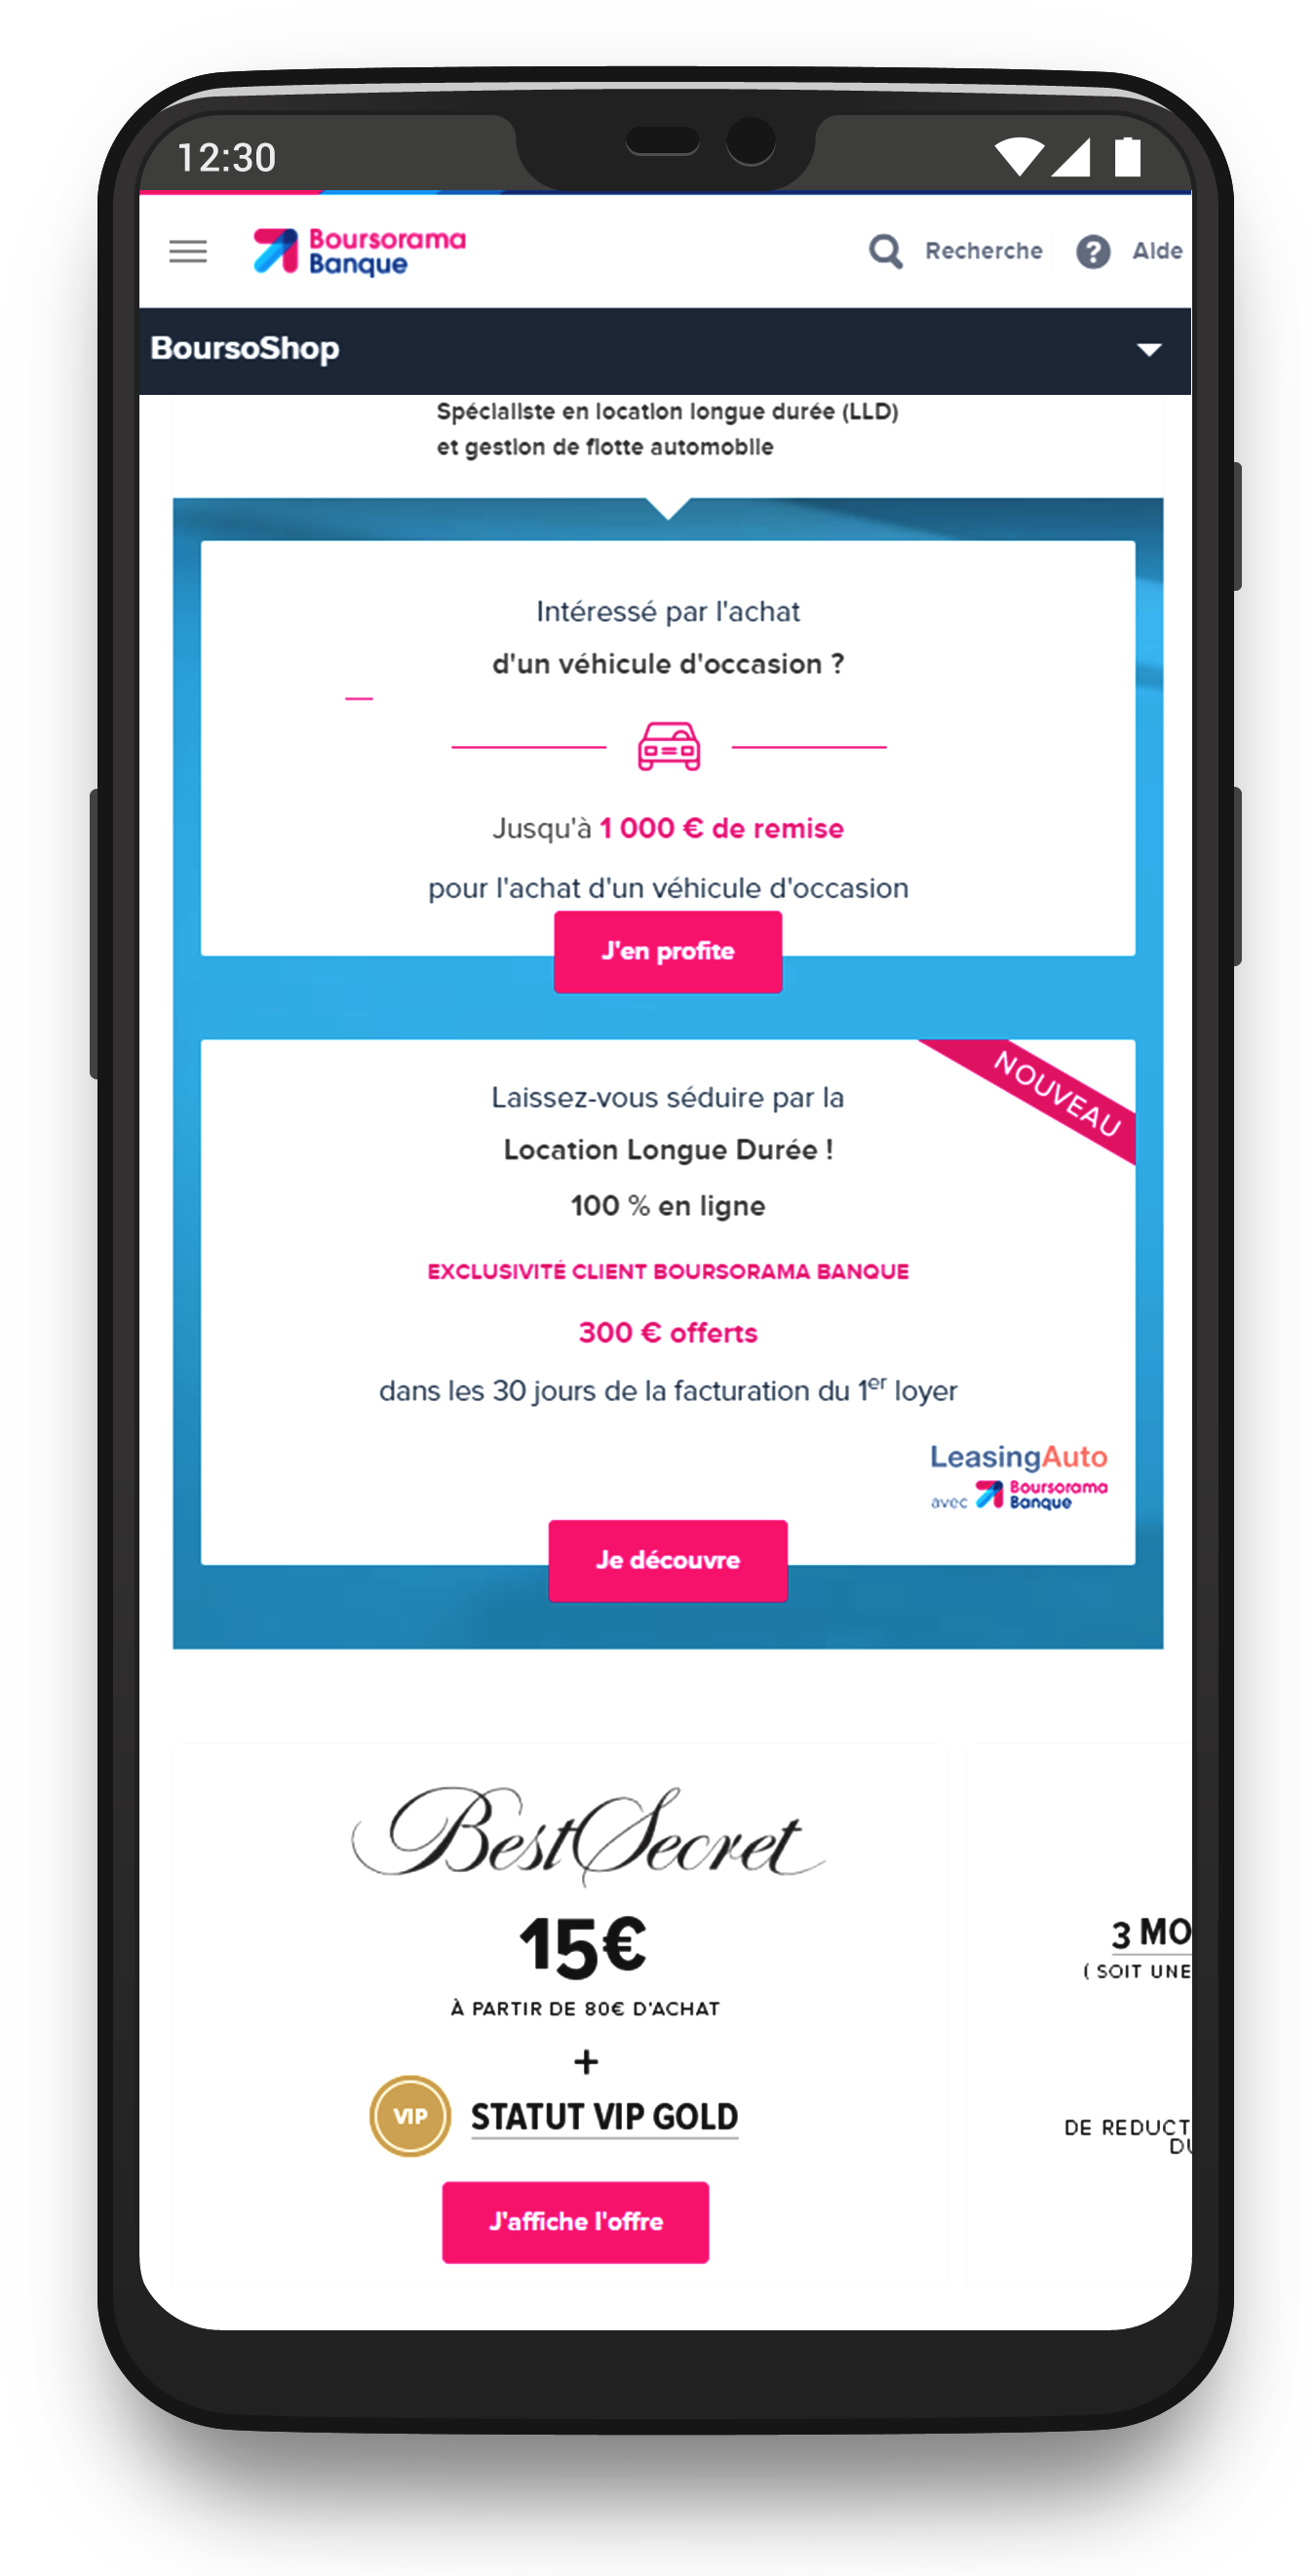 12:30
Boursorama
Banque
Recherche
? Aide
BoursoShop
Spécialiste en location longue durée (LLD)
et gestion de flotte automobile
Intéressé par l'achat
d'un véhicule d'occasion ?
Jusqu'à 1 000 € de remise
pour l'achat d'un véhicule d'occasion
J'en profite
NOUVEAU
Laissez-vous séduire par la
Location Longue Durée !
100 % en ligne
EXCLUSIVITÉ CLIENT BOURSORAMA BANQUE
300 € offerts
dans les 30 jours de la facturation du 1er loyer
LeasingAuto
avec Boursorama
Banque
Je découvre
BestSecret
15€
À PARTIR DE 80€ D'ACHAT
+
VIP STATUT VIP GOLD
J'affiche l'offre
3 MO
( SOIT UNE
DE REDUCT
DU